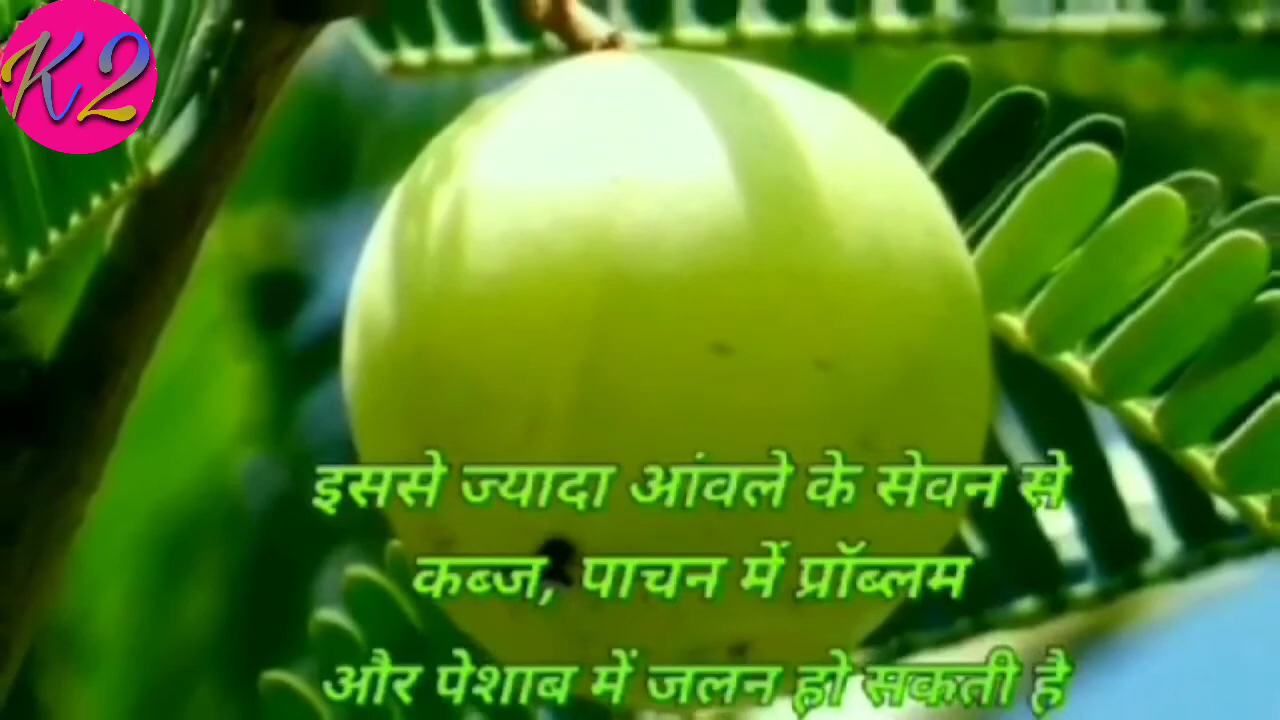 K2
इससे ज्यादा आंवले के सेवन से
कब्ज, पाचन में प्रॉब्लम
और पेशाब में जलन हो सकती है